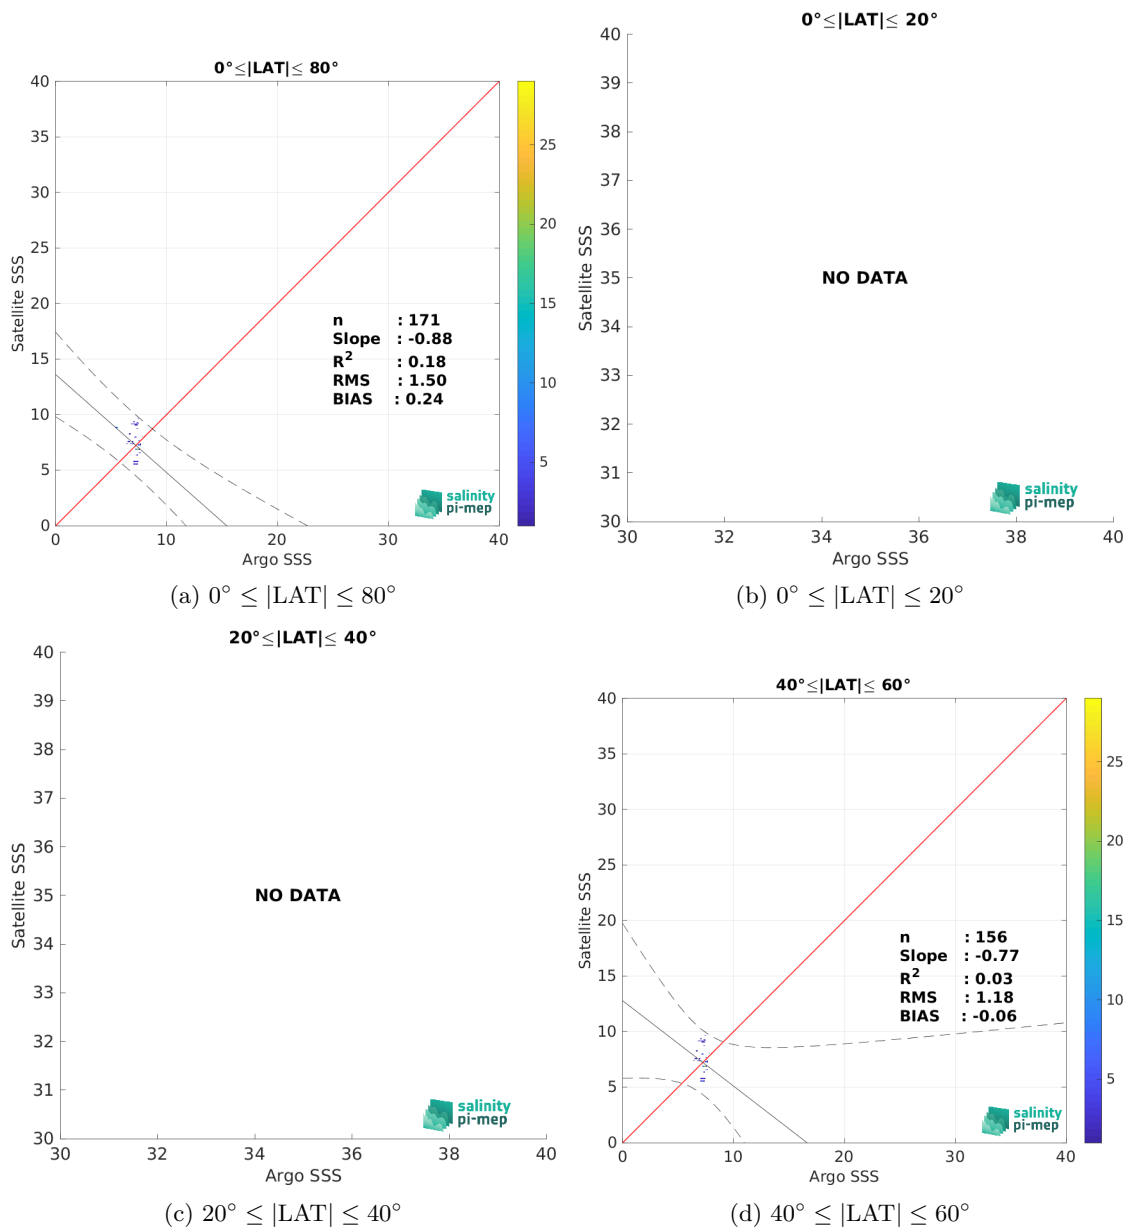 0°≤|LAT|≤ 80°
40
35
30
25
20
15
10
5
0
0
10
20
30
40
Satellite SSS
Argo SSS
n : 171
Slope : -0.88
R² : 0.18
RMS : 1.50
BIAS : 0.24
salinity
pi-mep
25
20
15
10
5
(a) 0° ≤ |LAT| ≤ 80°
0°≤|LAT|≤ 20°
40
39
38
37
36
35
34
33
32
31
30
30
32
34
36
38
40
Satellite SSS
Argo SSS
NO DATA
salinity
pi-mep
(b) 0° ≤ |LAT| ≤ 20°
20°≤|LAT|≤ 40°
40
39
38
37
36
35
34
33
32
31
30
30
32
34
36
38
40
Satellite SSS
Argo SSS
NO DATA
salinity
pi-mep
(c) 20° ≤ |LAT| ≤ 40°
40°≤|LAT|≤ 60°
40
35
30
25
20
15
10
5
0
0
10
20
30
40
Satellite SSS
Argo SSS
n : 156
Slope : -0.77
R² : 0.03
RMS : 1.18
BIAS : -0.06
salinity
pi-mep
25
20
15
10
5
(d) 40° ≤ |LAT| ≤ 60°